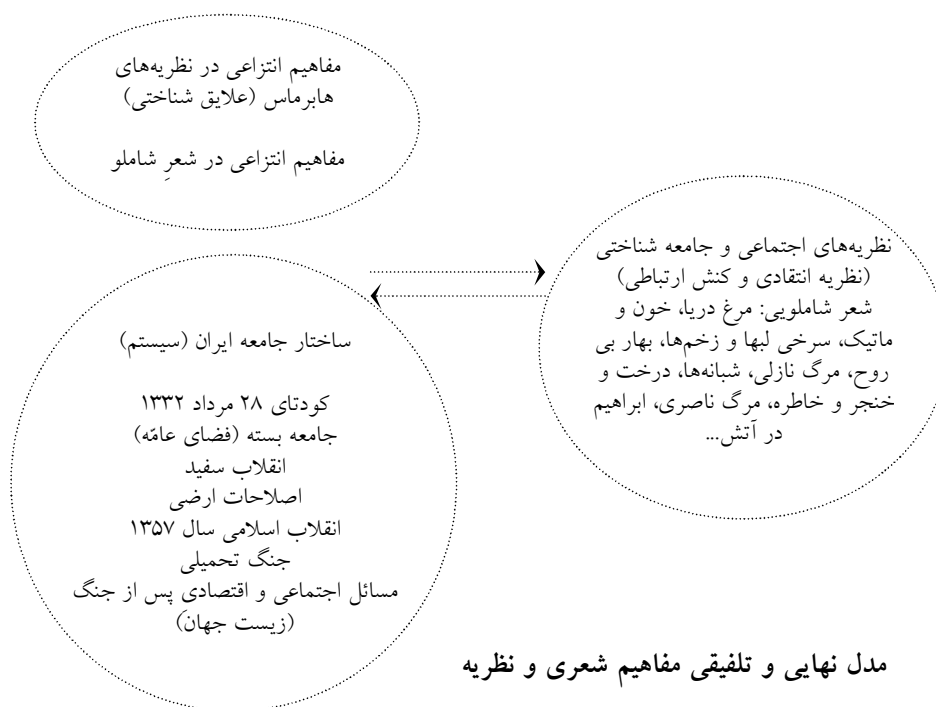 مفاهیم انتزاعی در نظریه‌های
هابرماس (علایق شناختی)
مفاهیم انتزاعی در شعرِ شاملو
نظریه‌های اجتماعی و جامعه شناختی
(نظریه انتقادی و کنش ارتباطی)
شعر شاملویی: مرغ دریا، خون و
ماتیک، سرخی لبها و زخم‌ها، بهار بی
روح، مرگ نازلی، شبانه‌ها، درخت و
خنجر و خاطره، مرگ ناصری، ابراهیم
در آتش...
ساختار جامعه ایران (سیستم)
کودتای ۲۸ مرداد ۱۳۳۲
جامعه بسته (فضای عامّه)
انقلاب سفید
اصلاحات ارضی
انقلاب اسلامی سال ۱۳۵۷
جنگ تحمیلی
مسائل اجتماعی و اقتصادی پس از جنگ
(زیست جهان)
مدل نهایی و تلفیقی مفاهیم شعری و نظریه